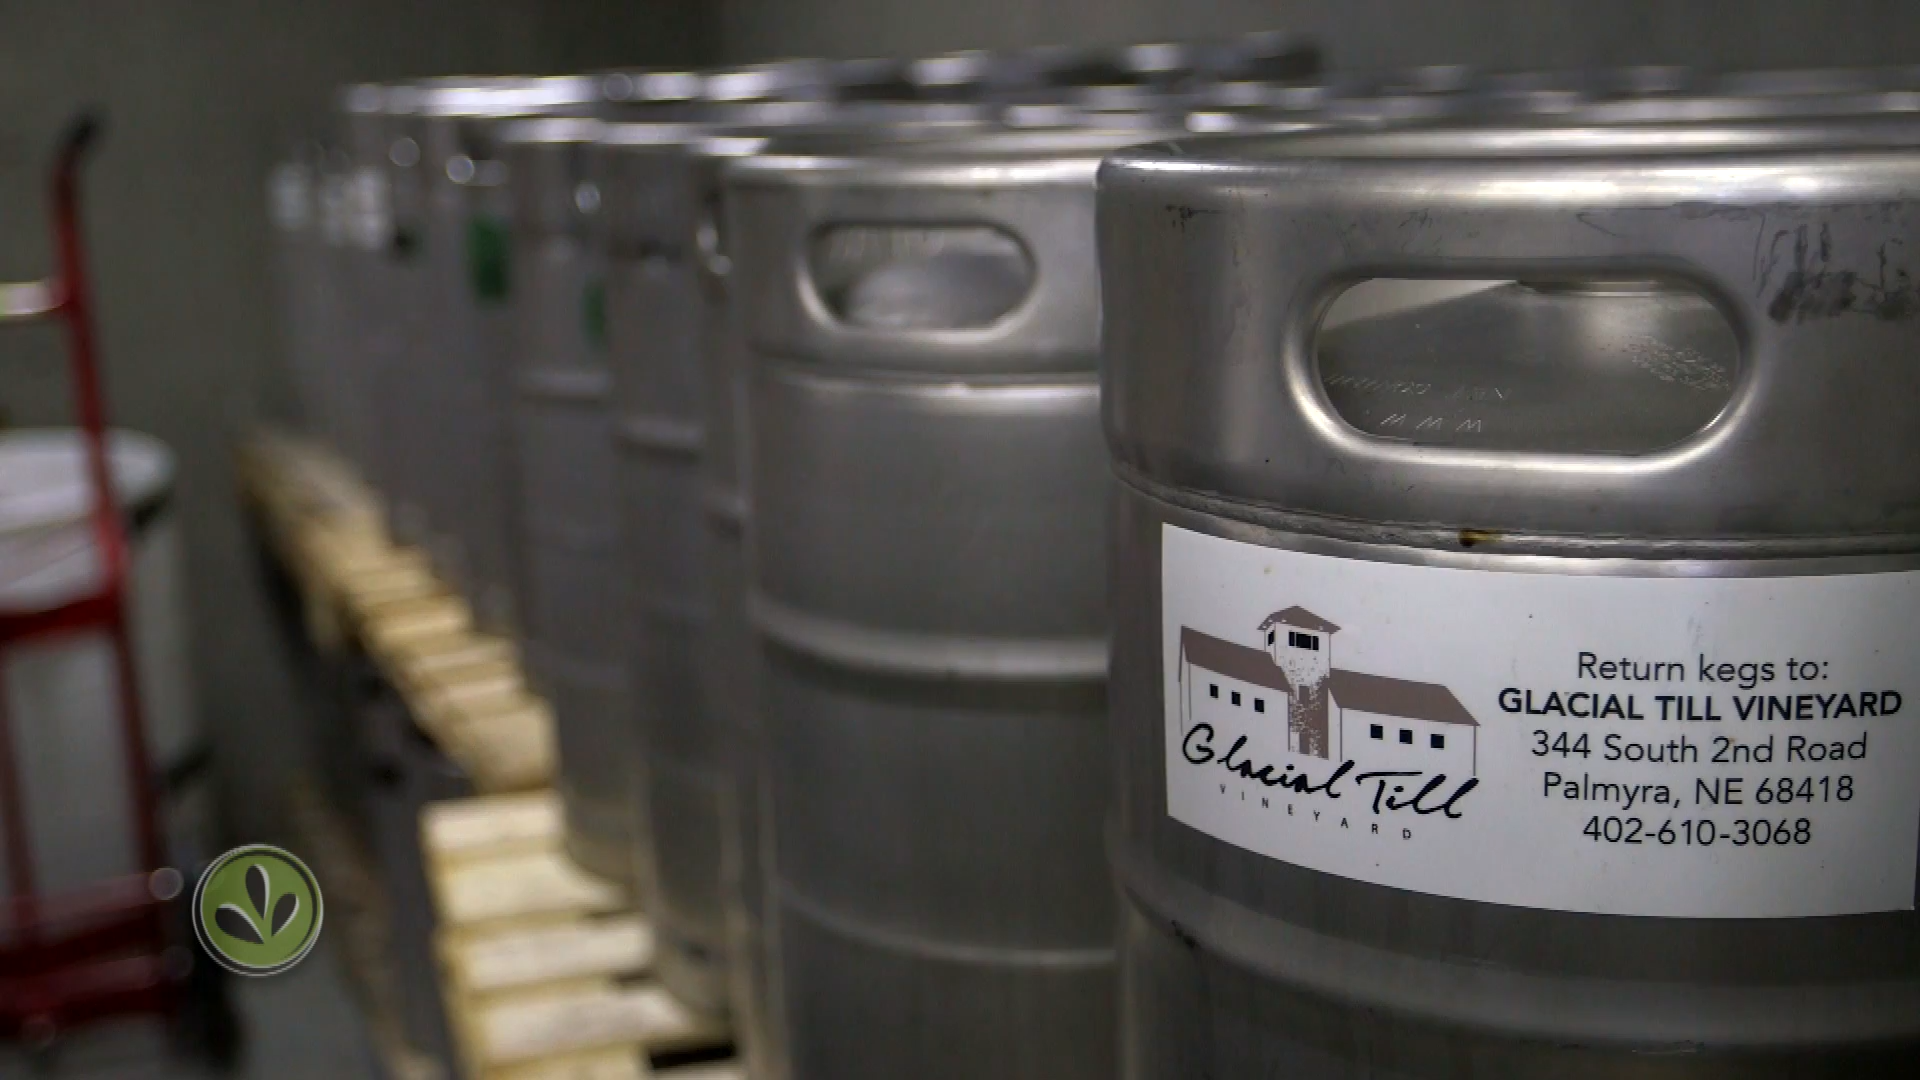 Glacial Till
VINEYARD
Return kegs to:
GLACIAL TILL VINEYARD
344 South 2nd Road
Palmyra, NE 68418
402-610-3068